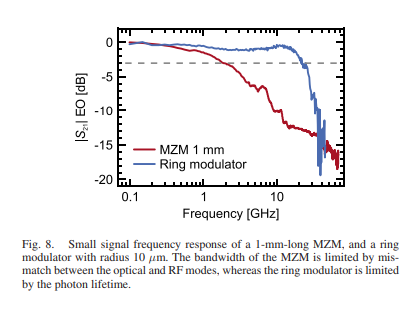 0
-5
-10
-15
-20
|S21| EO [dB]
MZM 1 mm
Ring modulator
0.1
1
10
Frequency [GHz]
Fig. 8. Small signal frequency response of a 1-mm-long MZM, and a ring
modulator with radius 10 μm. The bandwidth of the MZM is limited by mis-
match between the optical and RF modes, whereas the ring modulator is limited
by the photon lifetime.